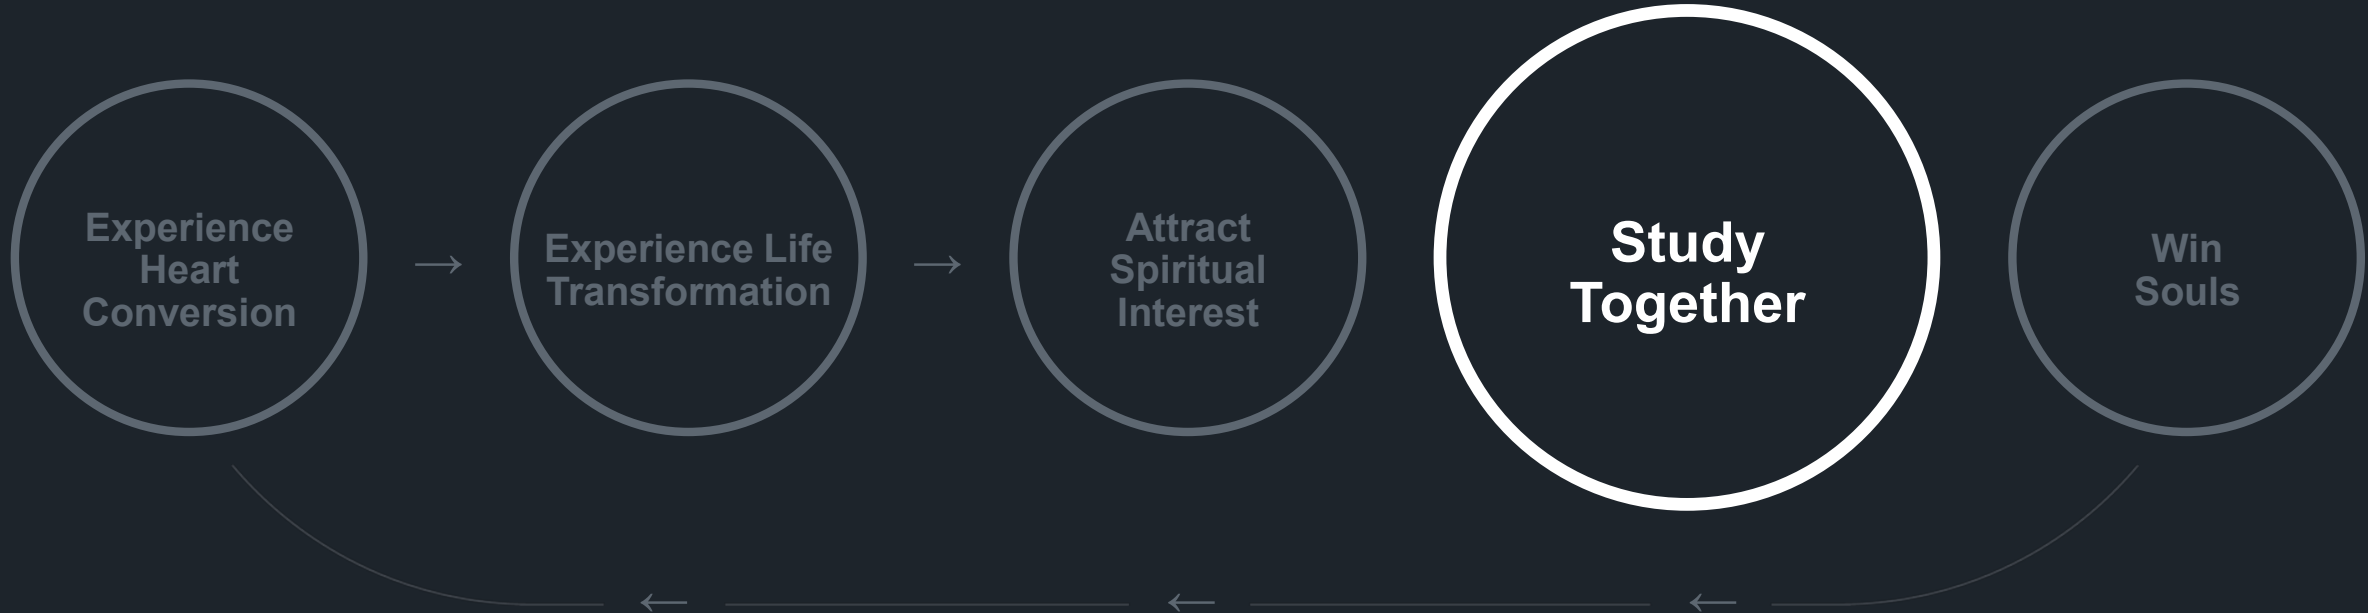 Experience
Heart
Conversion
→
Experience Life
Transformation
→
Attract
Spiritual
Interest
Study
Together
Win
Souls
← ← ←